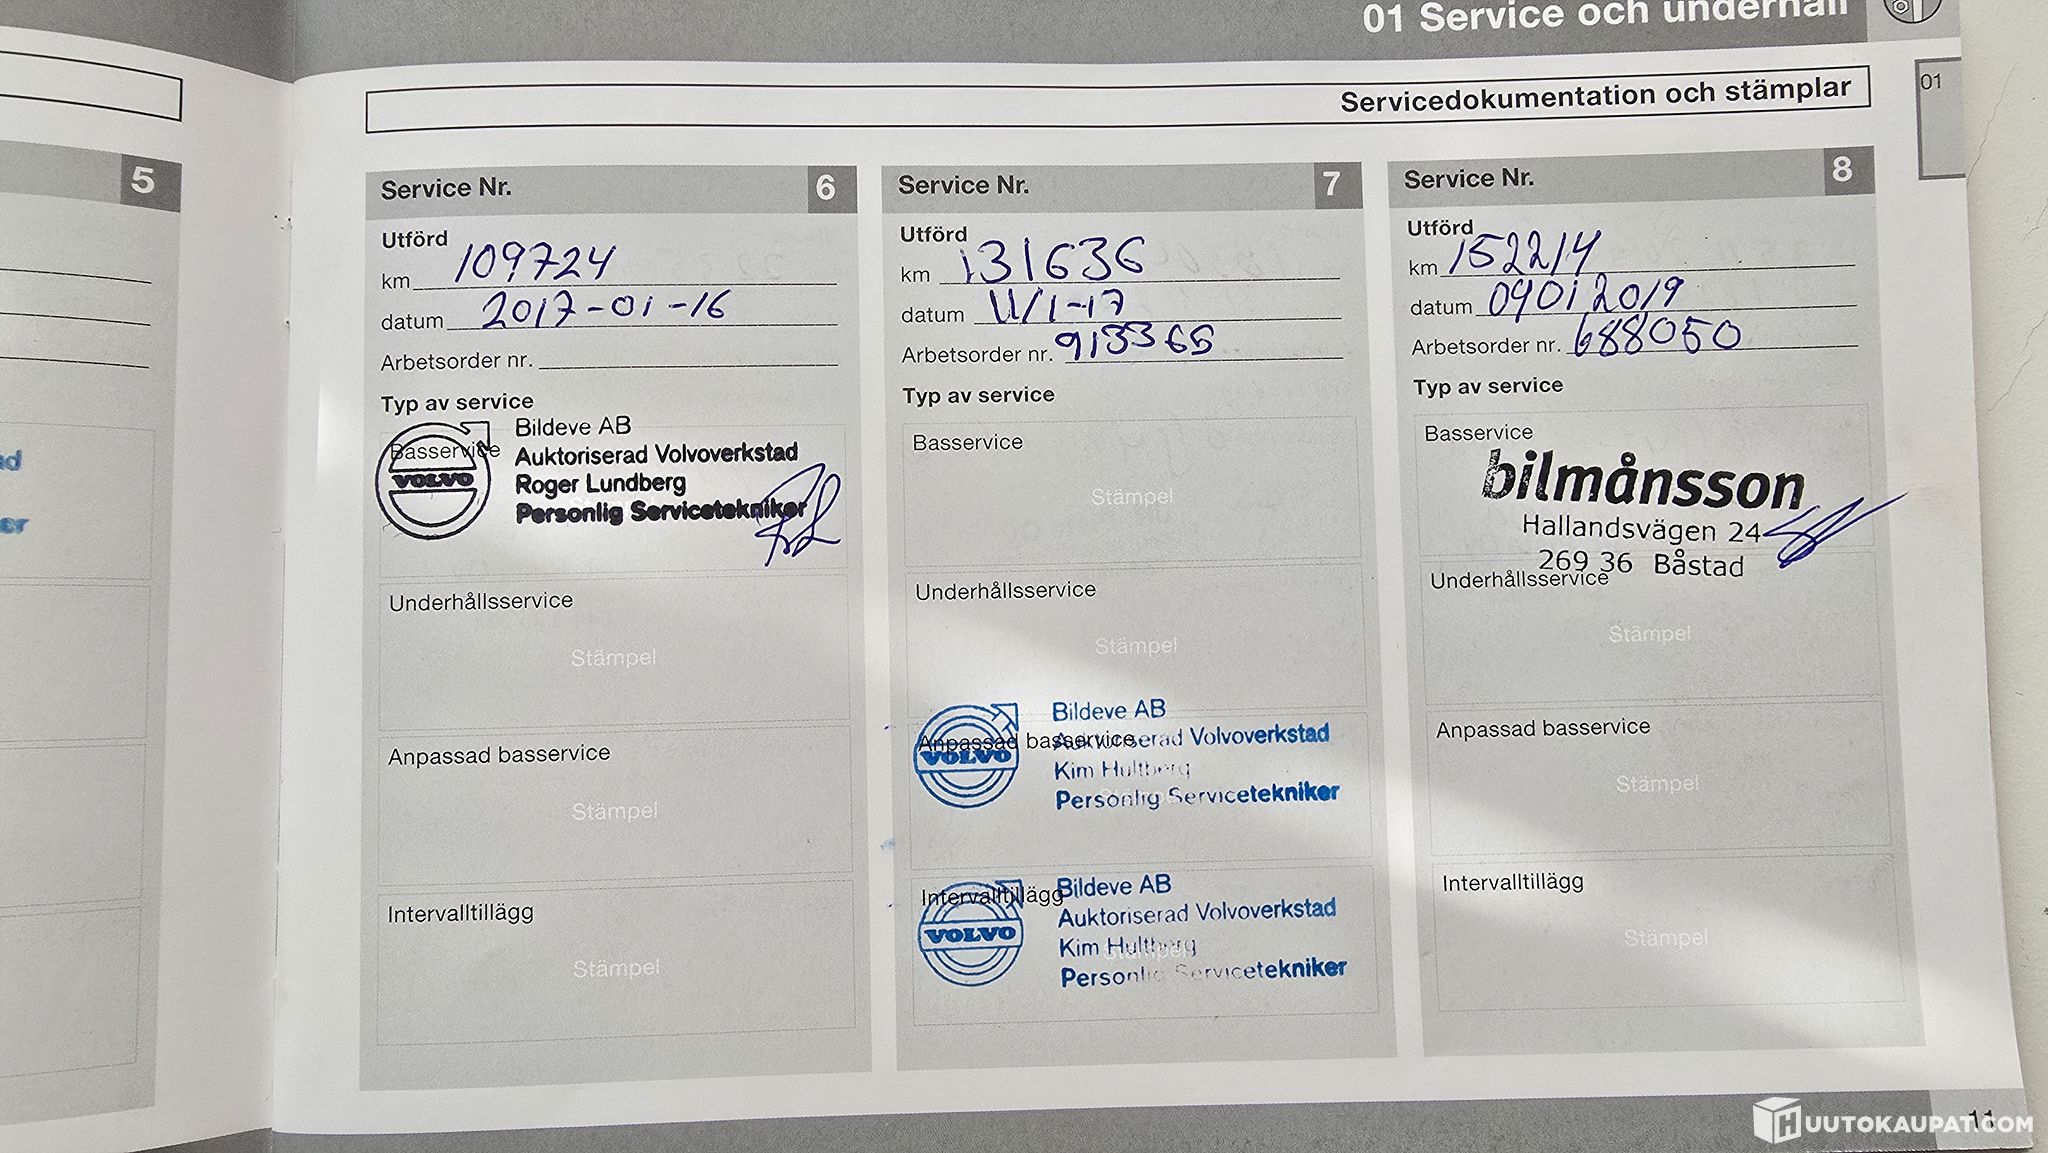 01 Service och underhåll
01
Servicedokumentation och stämplar
5
Service Nr. 6
Utförd
km 109724
datum 2017-01-16
Arbetsorder nr.
Typ av service
Basservice
VOLVO
Bildeve AB
Auktoriserad Volvoverkstad
Roger Lundberg
Personlig Servicetekniker
Underhållsservice
Stämpel
Anpassad basservice
Stämpel
Intervalltillägg
Stämpel
Service Nr. 7
Utförd
km 131636
datum 11/1-17
Arbetsorder nr. 913365
Typ av service
Basservice
Stämpel
Underhållsservice
Stämpel
Anpassad basservice
VOLVO
Bildeve AB
Auktoriserad Volvoverkstad
Kim Hultberg
Personlig Servicetekniker
Intervalltillägg
VOLVO
Bildeve AB
Auktoriserad Volvoverkstad
Kim Hultberg
Stämpel
Personlig Servicetekniker
Service Nr. 8
Utförd
km 152214
datum 09012019
Arbetsorder nr. 688050
Typ av service
Basservice
bilmånsson
Hallandsvägen 24
269 36 Båstad
Underhållsservice
Stämpel
Anpassad basservice
Stämpel
Intervalltillägg
Stämpel
11
HUUTOKAUPAT.COM